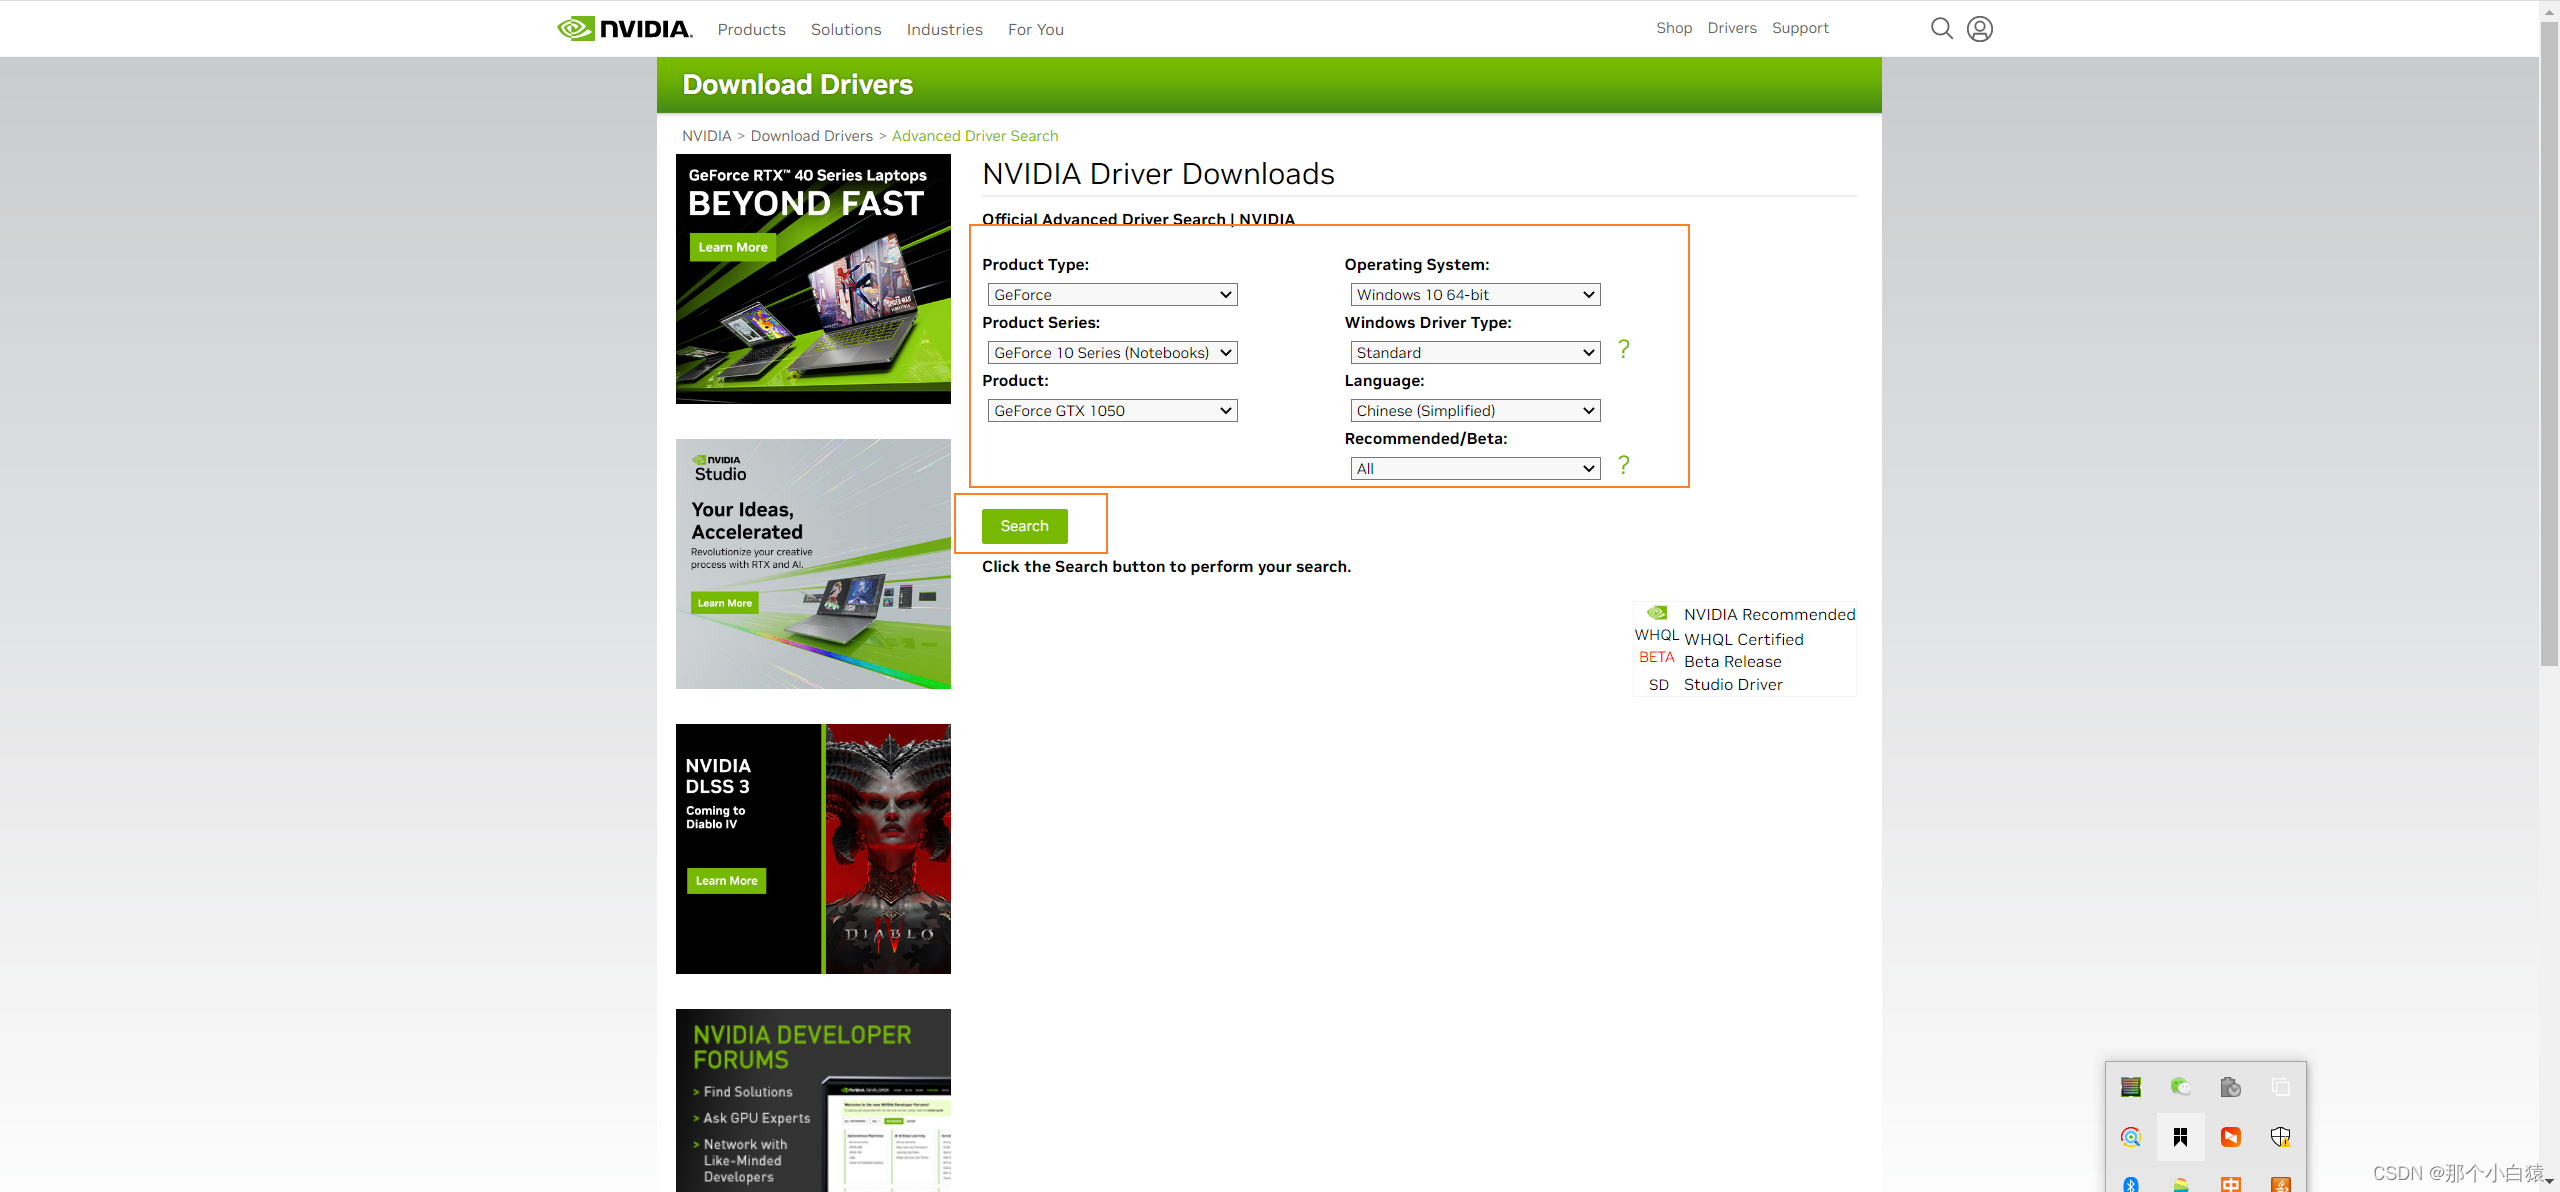 NVIDIA.
Products Solutions Industries For You
Shop Drivers Support
Download Drivers
NVIDIA > Download Drivers > Advanced Driver Search
GeForce RTX™ 40 Series Laptops
BEYOND FAST
Learn More
NVIDIA Driver Downloads
Official Advanced Driver Search | NVIDIA
Product Type:
GeForce
Product Series:
GeForce 10 Series (Notebooks)
Product:
GeForce GTX 1050
Operating System:
Windows 10 64-bit
Windows Driver Type:
Standard
?
Language:
Chinese (Simplified)
Recommended/Beta:
All
?
Search
Click the Search button to perform your search.
NVIDIA Recommended
WHQL WHQL Certified
BETA Beta Release
SD Studio Driver
NVIDIA
Studio
Your Ideas,
Accelerated
Revolutionize your creative
process with RTX and AI.
Learn More
NVIDIA
DLSS 3
Coming to
Diablo IV
Learn More
DIABLO
IV
NVIDIA DEVELOPER
FORUMS
> Find Solutions
> Ask GPU Experts
> Network with
Like-Minded
Developers
中
CSDN @那个小白猿